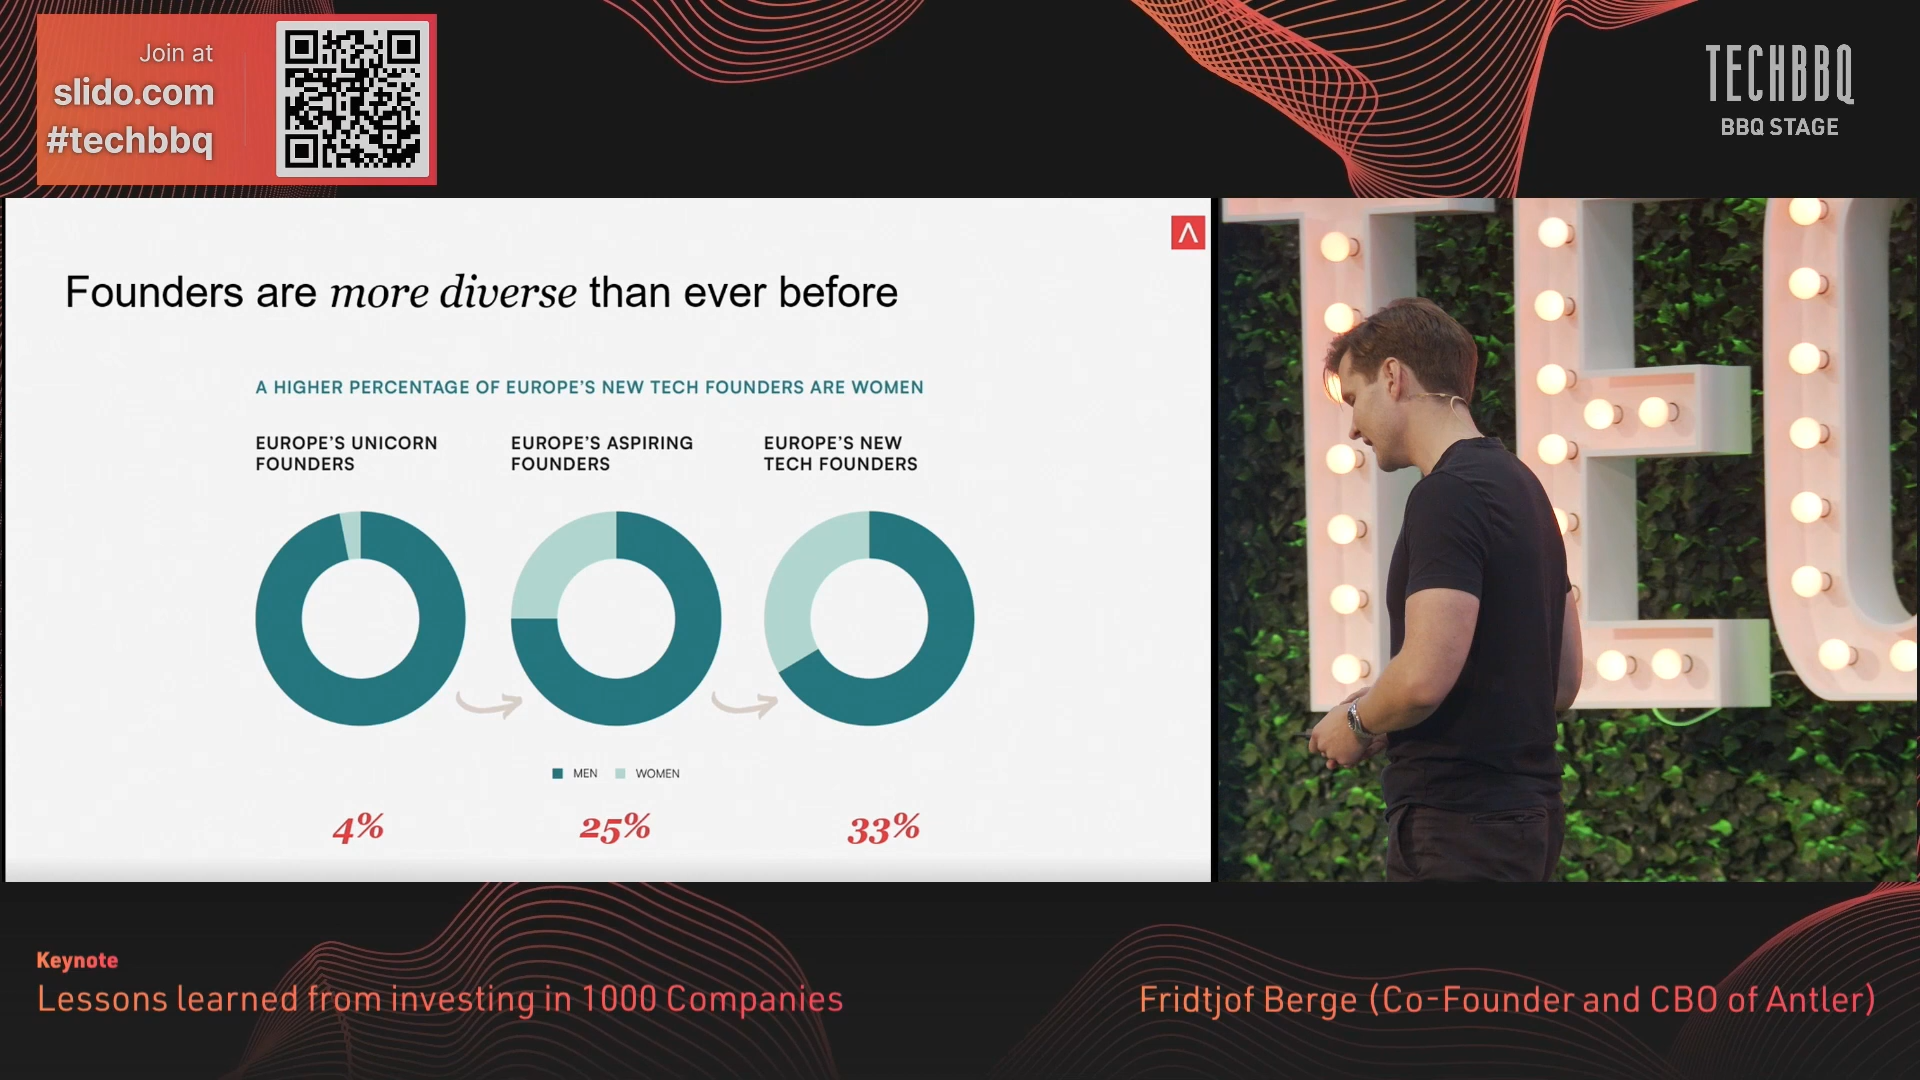 Join at
slido.com
#techbbq
TECHBBQ
BBQ STAGE
Founders are more diverse than ever before
A HIGHER PERCENTAGE OF EUROPE'S NEW TECH FOUNDERS ARE WOMEN
EUROPE'S UNICORN
FOUNDERS
EUROPE'S ASPIRING
FOUNDERS
EUROPE'S NEW
TECH FOUNDERS
MEN WOMEN
4% 25% 33%
TEC
Keynote
Lessons learned from investing in 1000 Companies
Fridtjof Berge (Co-Founder and CBO of Antler)